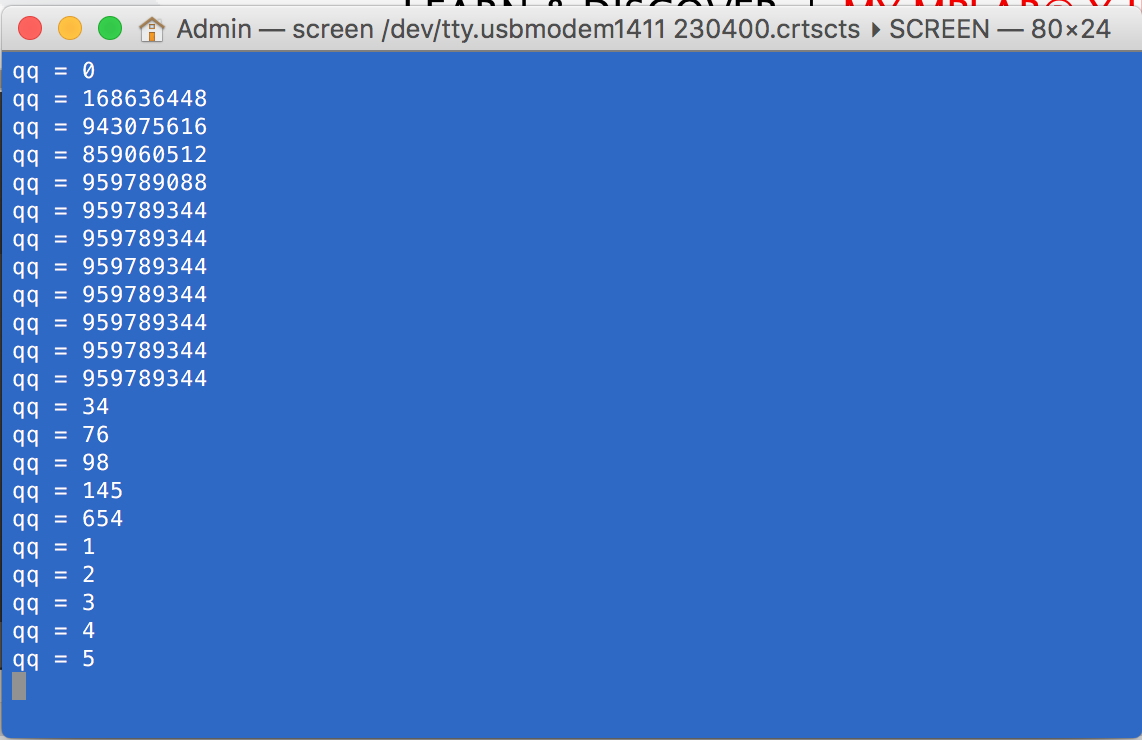 LEARN & DISCOVER
Admin — screen /dev/tty.usbmodem1411 230400.crtscts ▸ SCREEN — 80×24
qq = 0
qq = 168636448
qq = 943075616
qq = 859060512
qq = 959789088
qq = 959789344
qq = 959789344
qq = 959789344
qq = 959789344
qq = 959789344
qq = 959789344
qq = 959789344
qq = 34
qq = 76
qq = 98
qq = 145
qq = 654
qq = 1
qq = 2
qq = 3
qq = 4
qq = 5